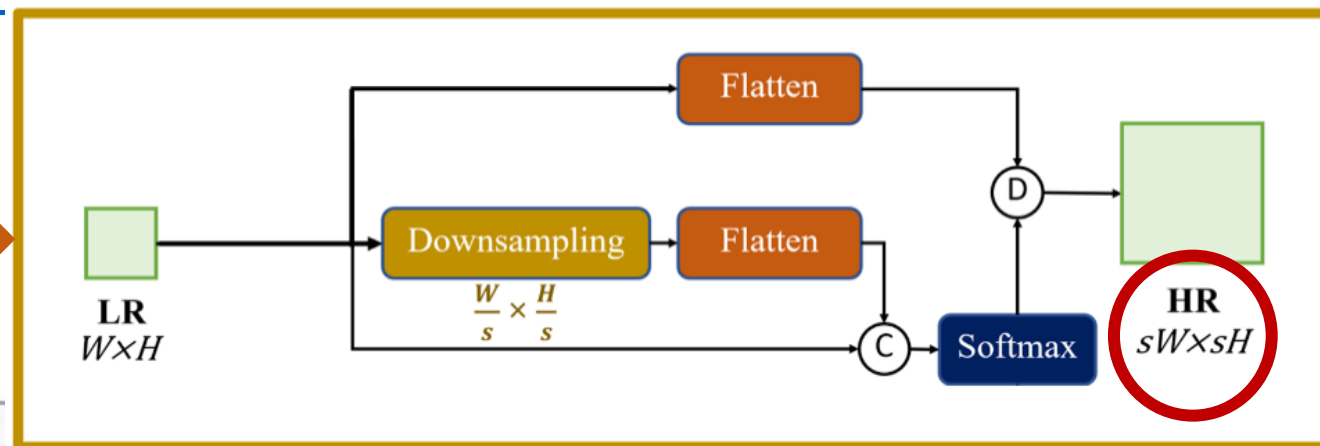 Flatten
D
Downsampling
Flatten
W/s × H/s
LR
W×H
C
Softmax
HR
sW×sH